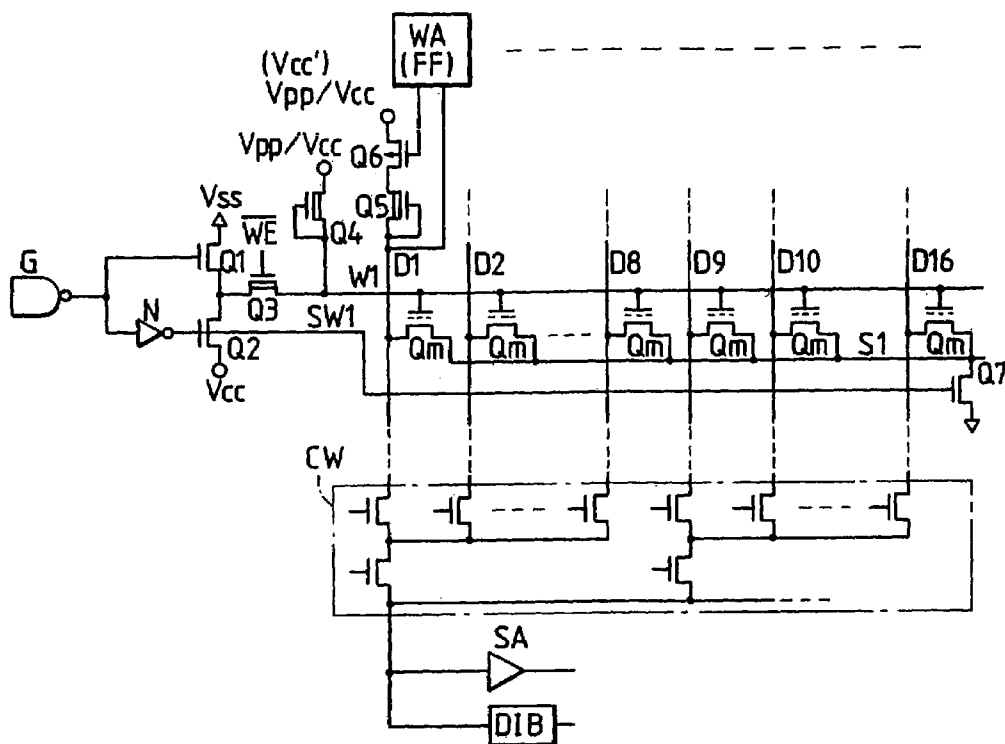 WA
(FF)
(Vcc')
Vpp/Vcc
Vpp/Vcc
Q6
Vss
Q5
W̅E̅
Q4
G
Q1
D1
D2
D8
D9
D10
D16
W1
Q3
N
SW1
Qm
Qm
Qm
Qm
Qm
S1
Qm
Q2
Q7
Vcc
CW
SA
DIB